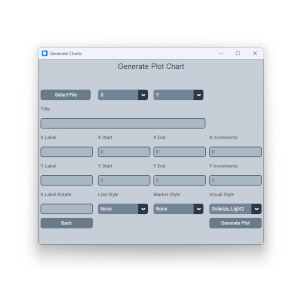 Generate Charts
Generate Plot Chart
Select File X Y
Title
X Label X Start X End X Increments
0 0 0
Y Label Y Start Y End Y Increments
0 0 0
X Label Rotate Line Style Marker Style Visual Style
None None Solarize_Light2
Back Generate Plot